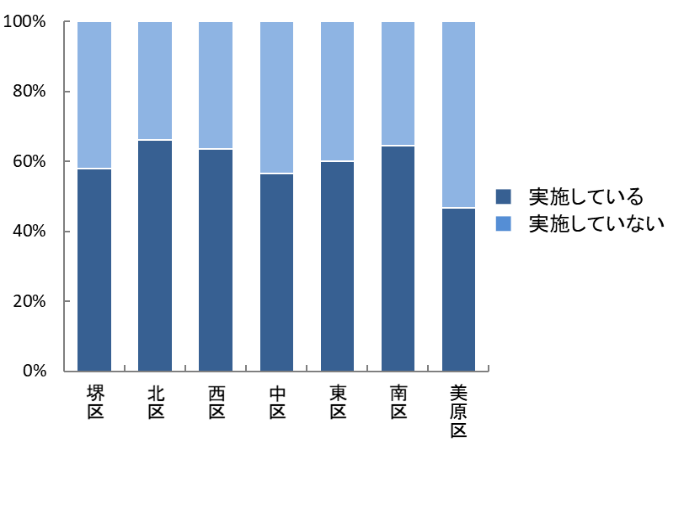 100%
80%
60%
40%
20%
0%
堺区
北区
西区
中区
東区
南区
美原区
実施している
実施していない